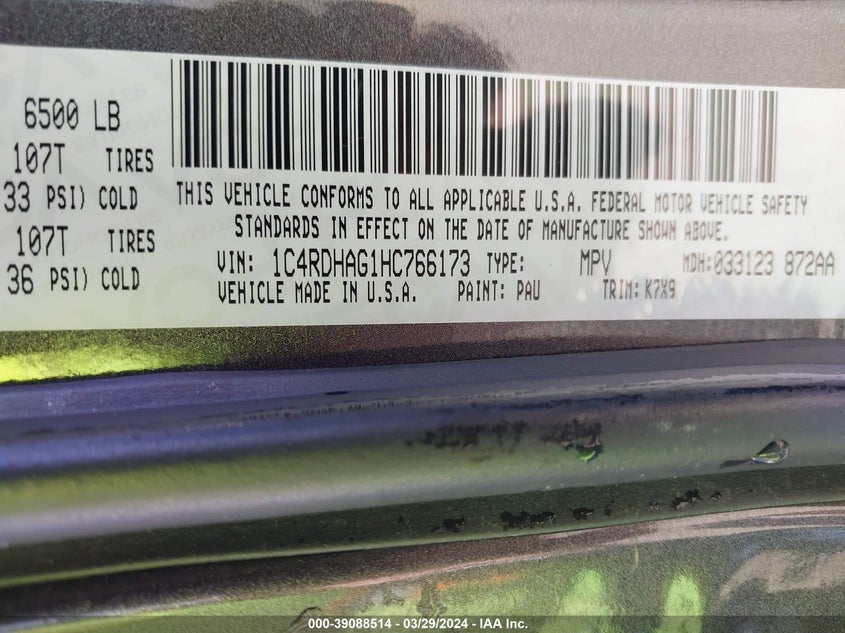 6500 LB
107T TIRES
33 PSI) COLD
107T TIRES
36 PSI) COLD
THIS VEHICLE CONFORMS TO ALL APPLICABLE U.S.A. FEDERAL MOTOR VEHICLE SAFETY
STANDARDS IN EFFECT ON THE DATE OF MANUFACTURE SHOWN ABOVE.
VIN: 1C4RDHAG1HC766173 TYPE: MPV MDH:033123 872AA
VEHICLE MADE IN U.S.A. PAINT: PAU TRIM: K7X9
000-39088514 - 03/29/2024 - IAA Inc.